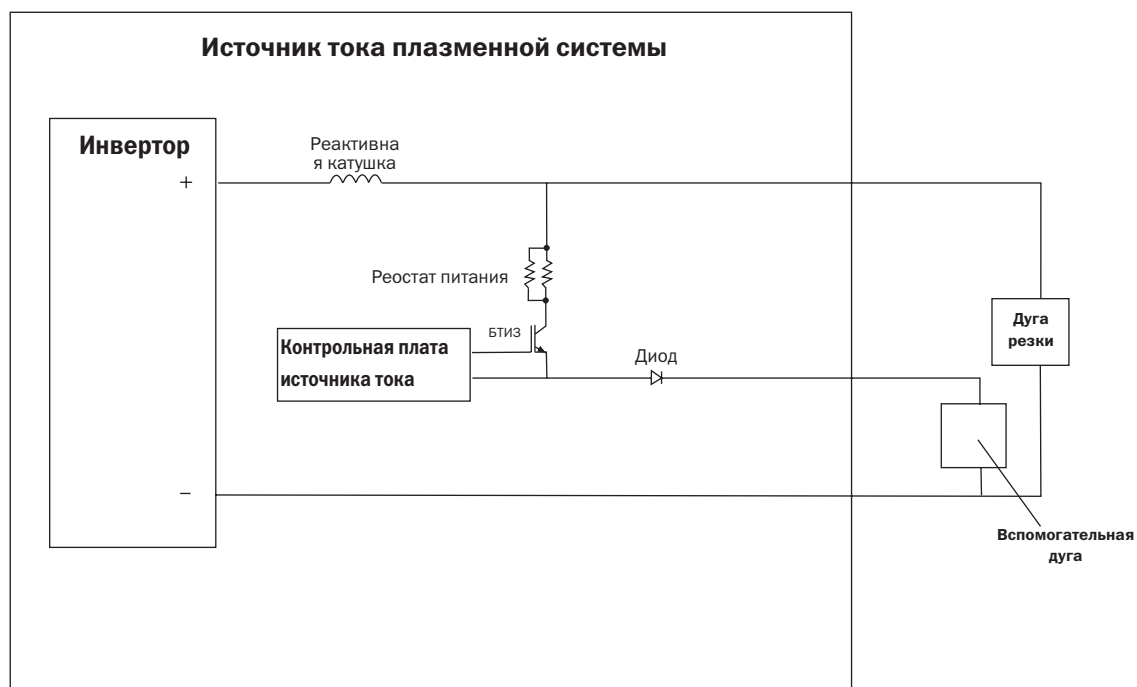 Источник тока плазменной системы
Инвертор
Реактивна
я катушка
+
Реостат питания
БТИЗ
Контрольная плата
источника тока
Диод
Дуга
резки
–
Вспомогательная
дуга